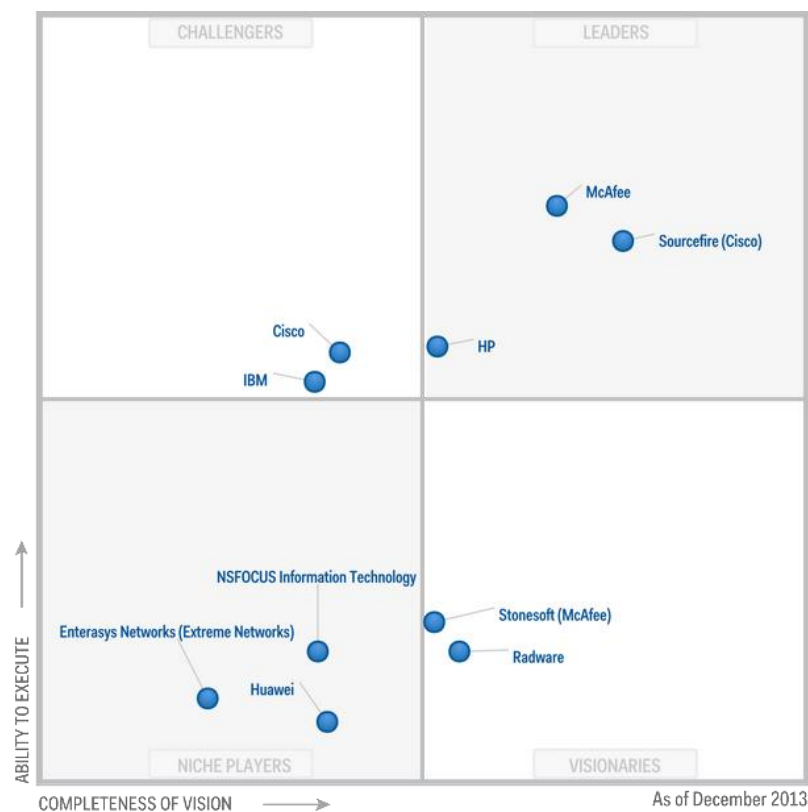 CHALLENGERS
LEADERS
McAfee
Sourcefire (Cisco)
Cisco
HP
IBM
NSFOCUS Information Technology
Stonesoft (McAfee)
Enterasys Networks (Extreme Networks)
Radware
Huawei
NICHE PLAYERS
VISIONARIES
ABILITY TO EXECUTE
COMPLETENESS OF VISION
As of December 2013